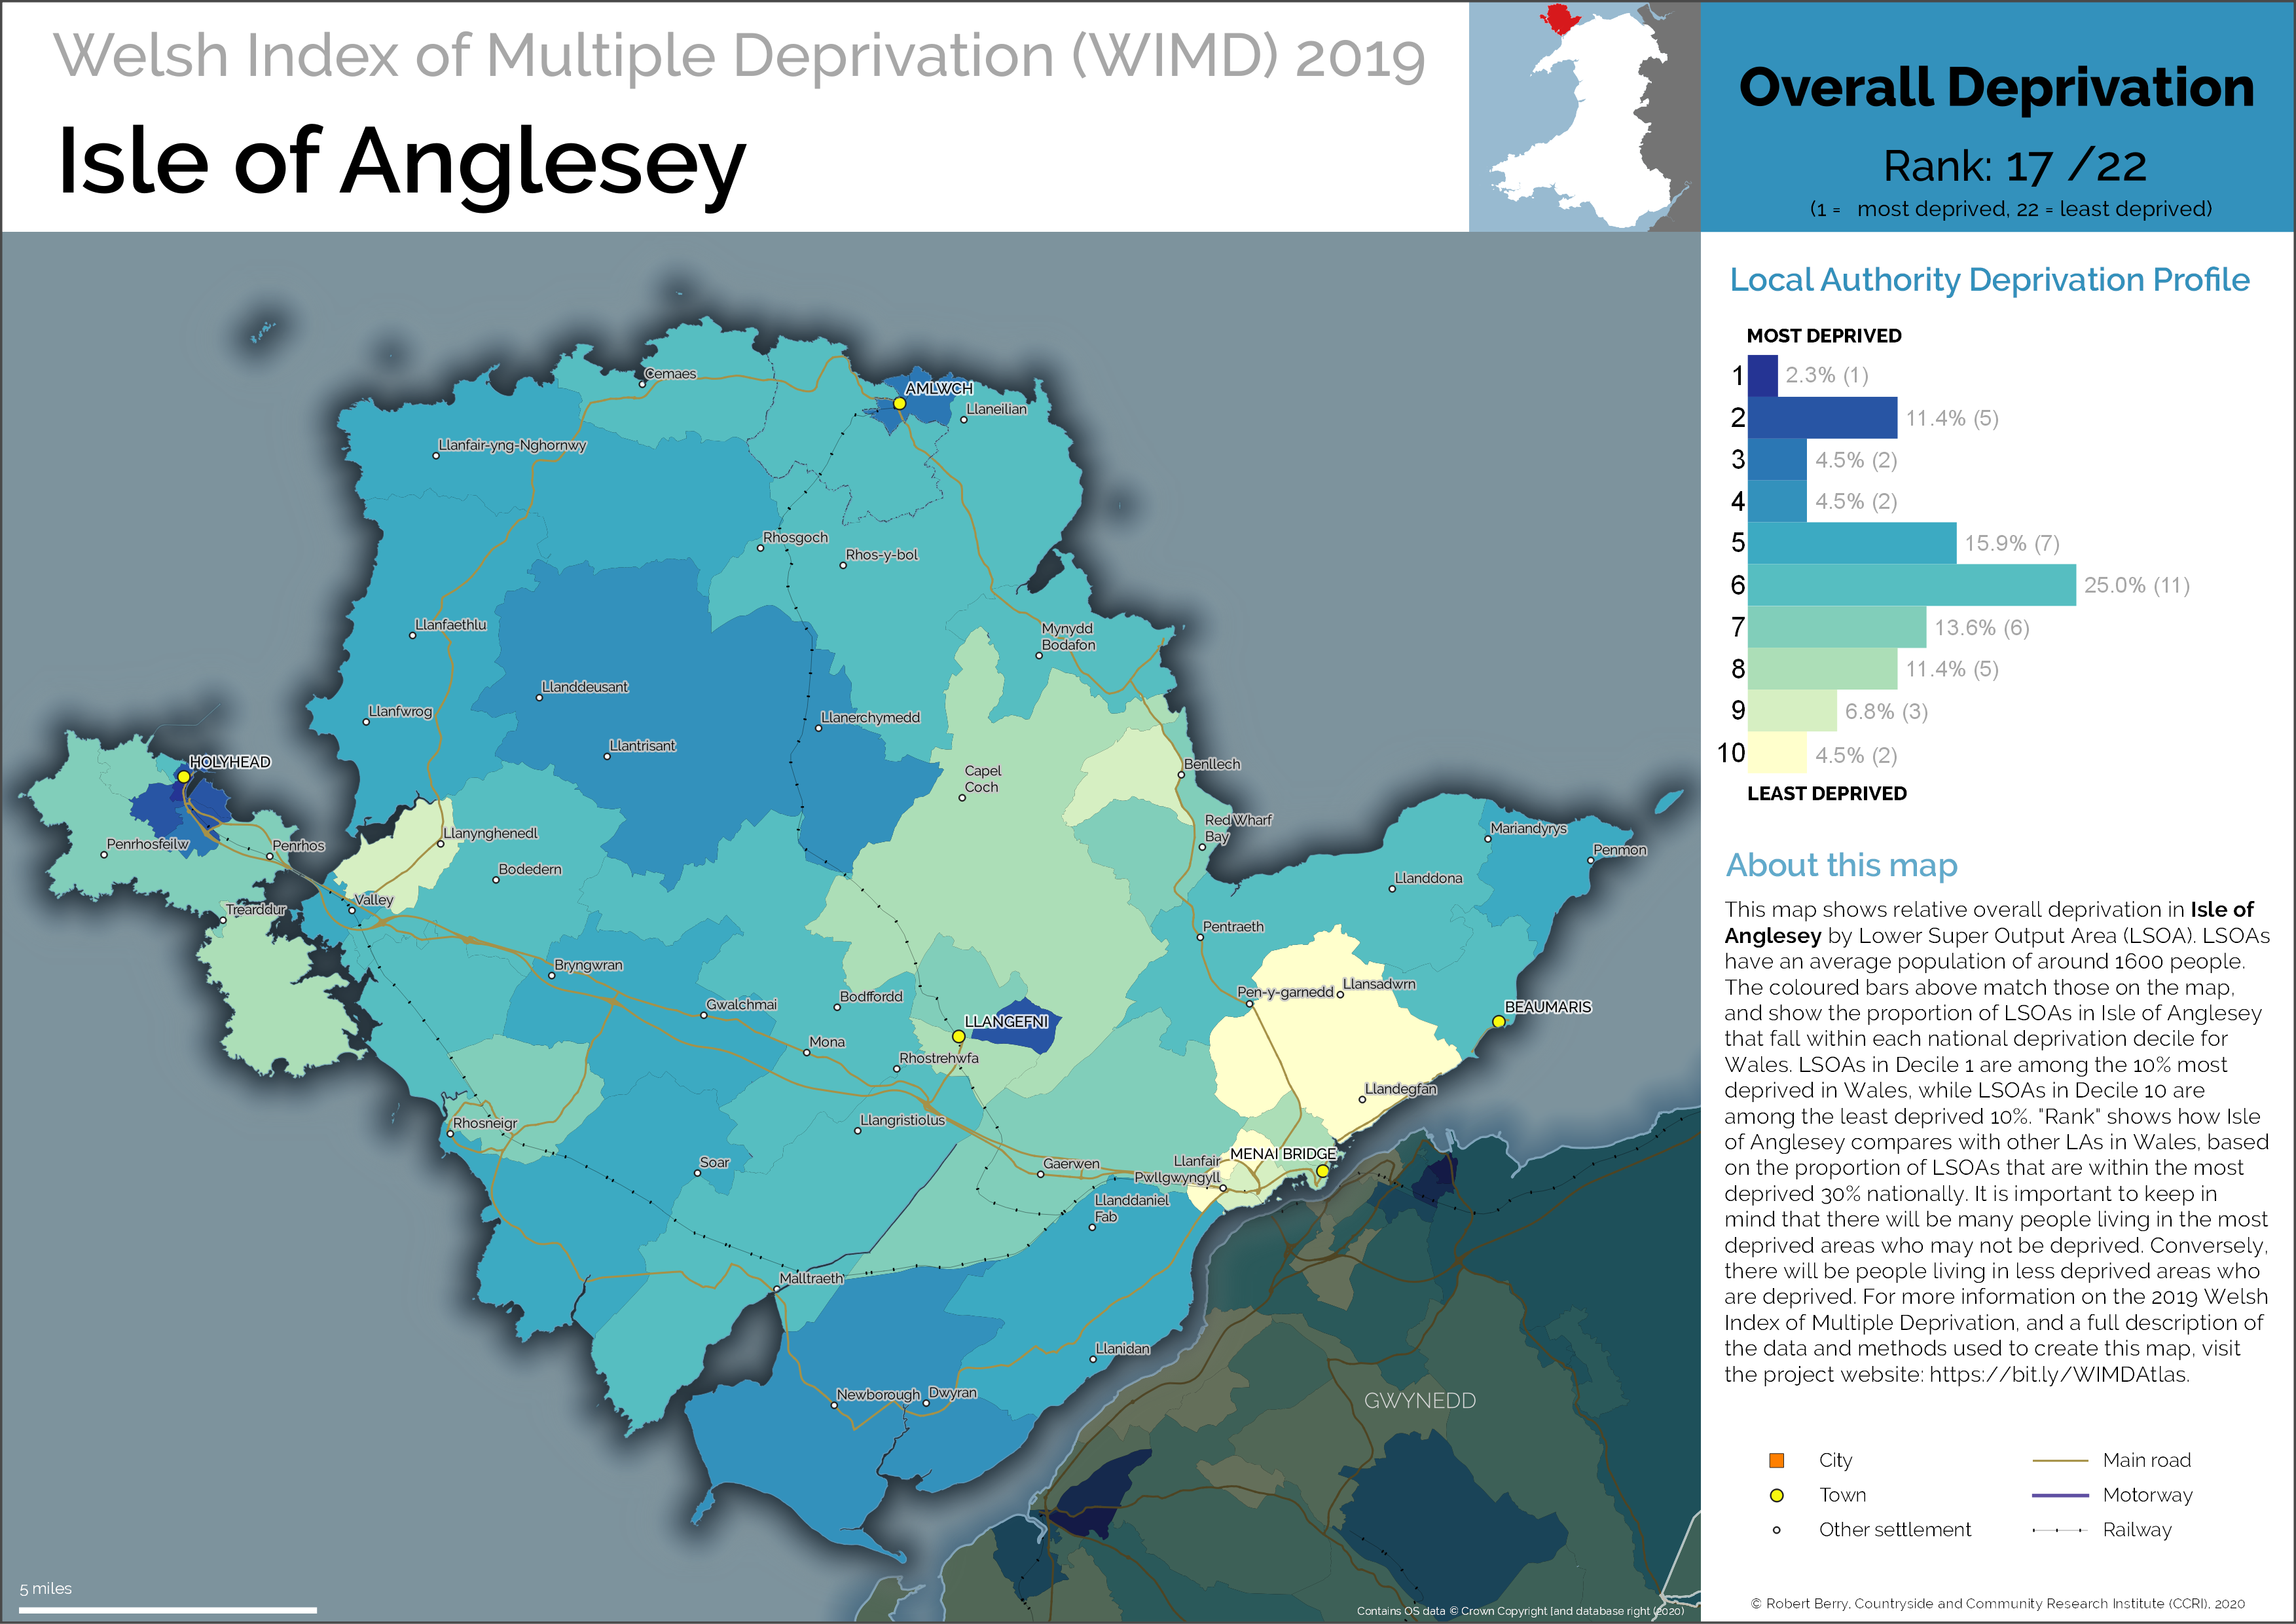 Welsh Index of Multiple Deprivation (WIMD) 2019
Isle of Anglesey
Overall Deprivation
Rank: 17 /22
(1 = most deprived, 22 = least deprived)
Local Authority Deprivation Profile
MOST DEPRIVED
1 2.3% (1)
2 11.4% (5)
3 4.5% (2)
4 4.5% (2)
5 15.9% (7)
6 25.0% (11)
7 13.6% (6)
8 11.4% (5)
9 6.8% (3)
10 4.5% (2)
LEAST DEPRIVED
About this map
This map shows relative overall deprivation in Isle of
Anglesey by Lower Super Output Area (LSOA). LSOAs
have an average population of around 1600 people.
The coloured bars above match those on the map,
and show the proportion of LSOAs in Isle of Anglesey
that fall within each national deprivation decile for
Wales. LSOAs in Decile 1 are among the 10% most
deprived in Wales, while LSOAs in Decile 10 are
among the least deprived 10%. "Rank" shows how Isle
of Anglesey compares with other LAs in Wales, based
on the proportion of LSOAs that are within the most
deprived 30% nationally. It is important to keep in
mind that there will be many people living in the most
deprived areas who may not be deprived. Conversely,
there will be people living in less deprived areas who
are deprived. For more information on the 2019 Welsh
Index of Multiple Deprivation, and a full description of
the data and methods used to create this map, visit
the project website: https://bit.ly/WIMDAtlas.
City
Main road
Town
Motorway
Other settlement
Railway
© Robert Berry, Countryside and Community Research Institute (CCRI), 2020
Cemaes
AMLWCH
Llaneilian
Llanfair-yng-Nghornwy
Rhosgoch
Rhos-y-bol
Llanfaethlu
Mynydd
Bodafon
Llanddeusant
Llanfwrog
Llanerchymedd
Llantrisant
HOLYHEAD
Capel
Coch
Benllech
Red Wharf
Bay
Llanynghenedl
Penrhosfeilw
Penrhos
Mariandyrys
Penmon
Bodedern
Llanddona
Valley
Trearddur
Pentraeth
Bryngwran
Gwalchmai
Bodffordd
Pen-y-garnedd
Llansadwrn
LLANGEFNI
BEAUMARIS
Mona
Rhostrehwfa
Llandegfan
Rhosneigr
Llangristiolus
Soar
Gaerwen
Llanfair
Pwllgwyngyll
MENAI BRIDGE
Llanddaniel
Fab
Malltraeth
Llanidan
Newborough
Dwyran
GWYNEDD
5 miles
Contains OS data © Crown Copyright [and database right (2020)